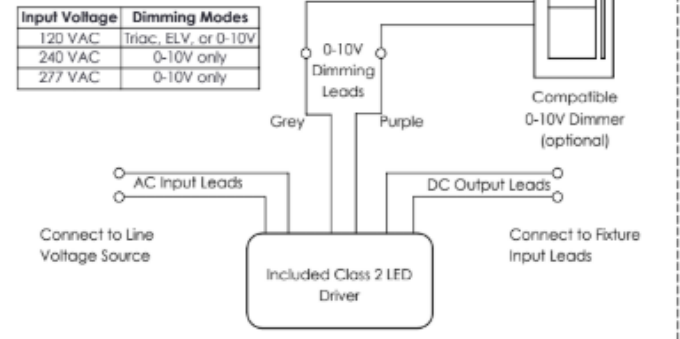 Input Voltage Dimming Modes
120 VAC Triac, ELV, or 0-10V
240 VAC 0-10V only
277 VAC 0-10V only
0-10V
Dimming
Leads
Grey
Purple
Compatible
0-10V Dimmer
(optional)
AC Input Leads
DC Output Leads
Connect to Line
Voltage Source
Connect to Fixture
Input Leads
Included Class 2 LED
Driver